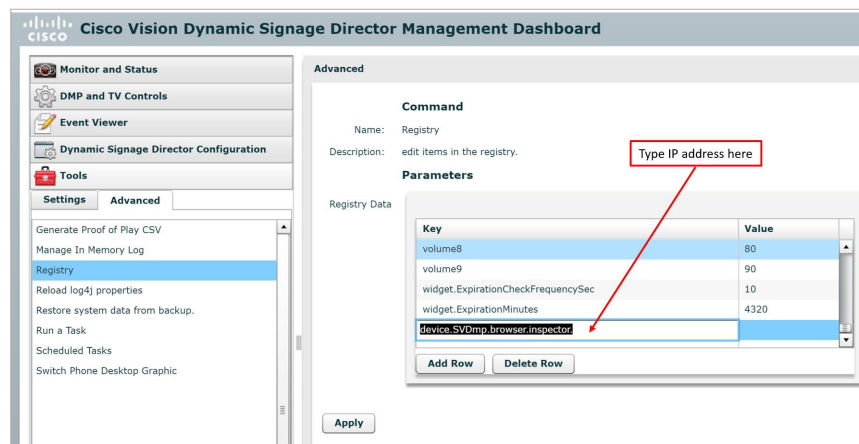 CISCO Cisco Vision Dynamic Signage Director Management Dashboard
Monitor and Status
DMP and TV Controls
Event Viewer
Dynamic Signage Director Configuration
Tools
Settings Advanced
Generate Proof of Play CSV
Manage In Memory Log
Registry
Reload log4j properties
Restore system data from backup.
Run a Task
Scheduled Tasks
Switch Phone Desktop Graphic
Advanced
Command
Name: Registry
Description: edit items in the registry.
Type IP address here
Parameters
Registry Data
Key Value
volume8 80
volume9 90
widget.ExpirationCheckFrequencySec 10
widget.ExpirationMinutes 4320
device.SVDmp.browser.inspector.
Add Row Delete Row
Apply